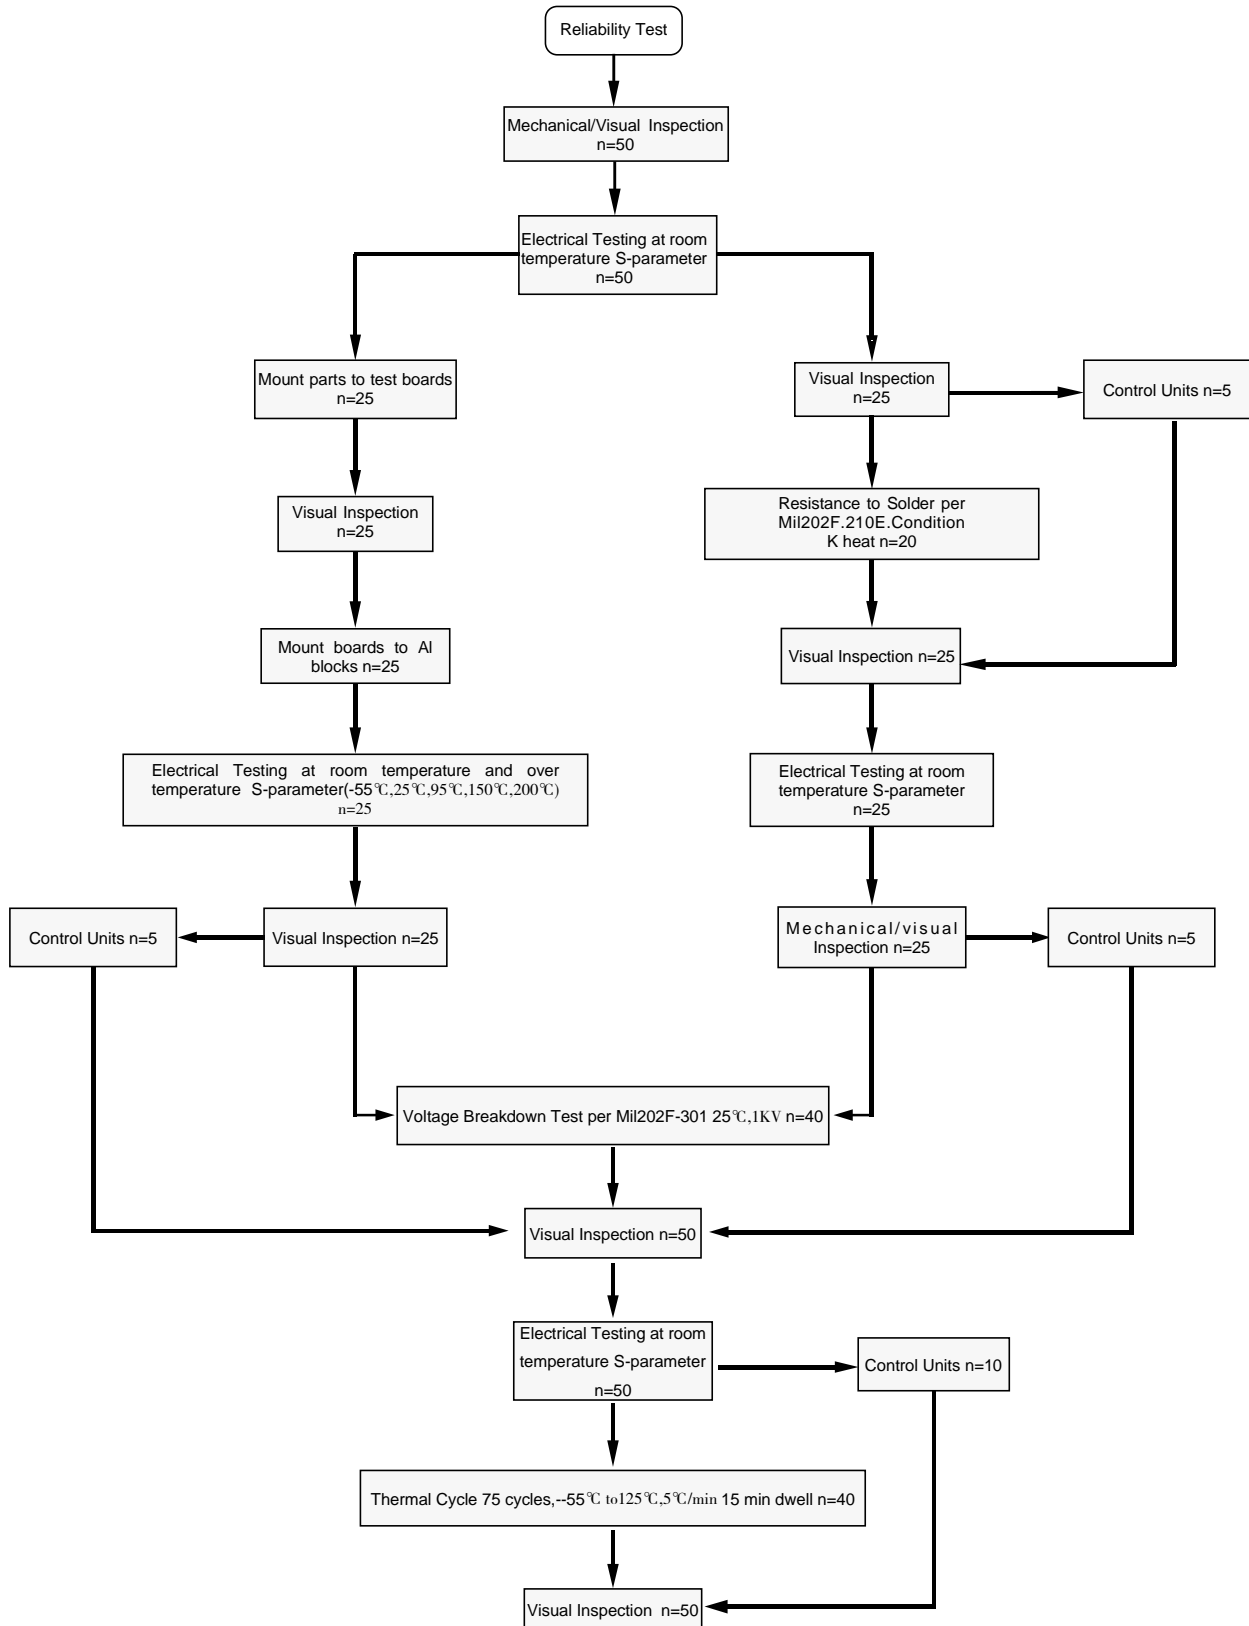 Reliability Test
Mechanical/Visual Inspection
n=50
Electrical Testing at room
temperature S-parameter
n=50
Mount parts to test boards
n=25
Visual Inspection
n=25
Control Units n=5
Visual Inspection
n=25
Resistance to Solder per
Mil202F.210E.Condition
K heat n=20
Mount boards to Al
blocks n=25
Visual Inspection n=25
Electrical Testing at room temperature and over
temperature S-parameter(-55℃,25℃,95℃,150℃,200℃)
n=25
Electrical Testing at room
temperature S-parameter
n=25
Control Units n=5
Visual Inspection n=25
Mechanical/visual
Inspection n=25
Control Units n=5
Voltage Breakdown Test per Mil202F-301 25℃,1KV n=40
Visual Inspection n=50
Electrical Testing at room
temperature S-parameter
n=50
Control Units n=10
Thermal Cycle 75 cycles,--55℃ to125℃,5℃/min 15 min dwell n=40
Visual Inspection n=50